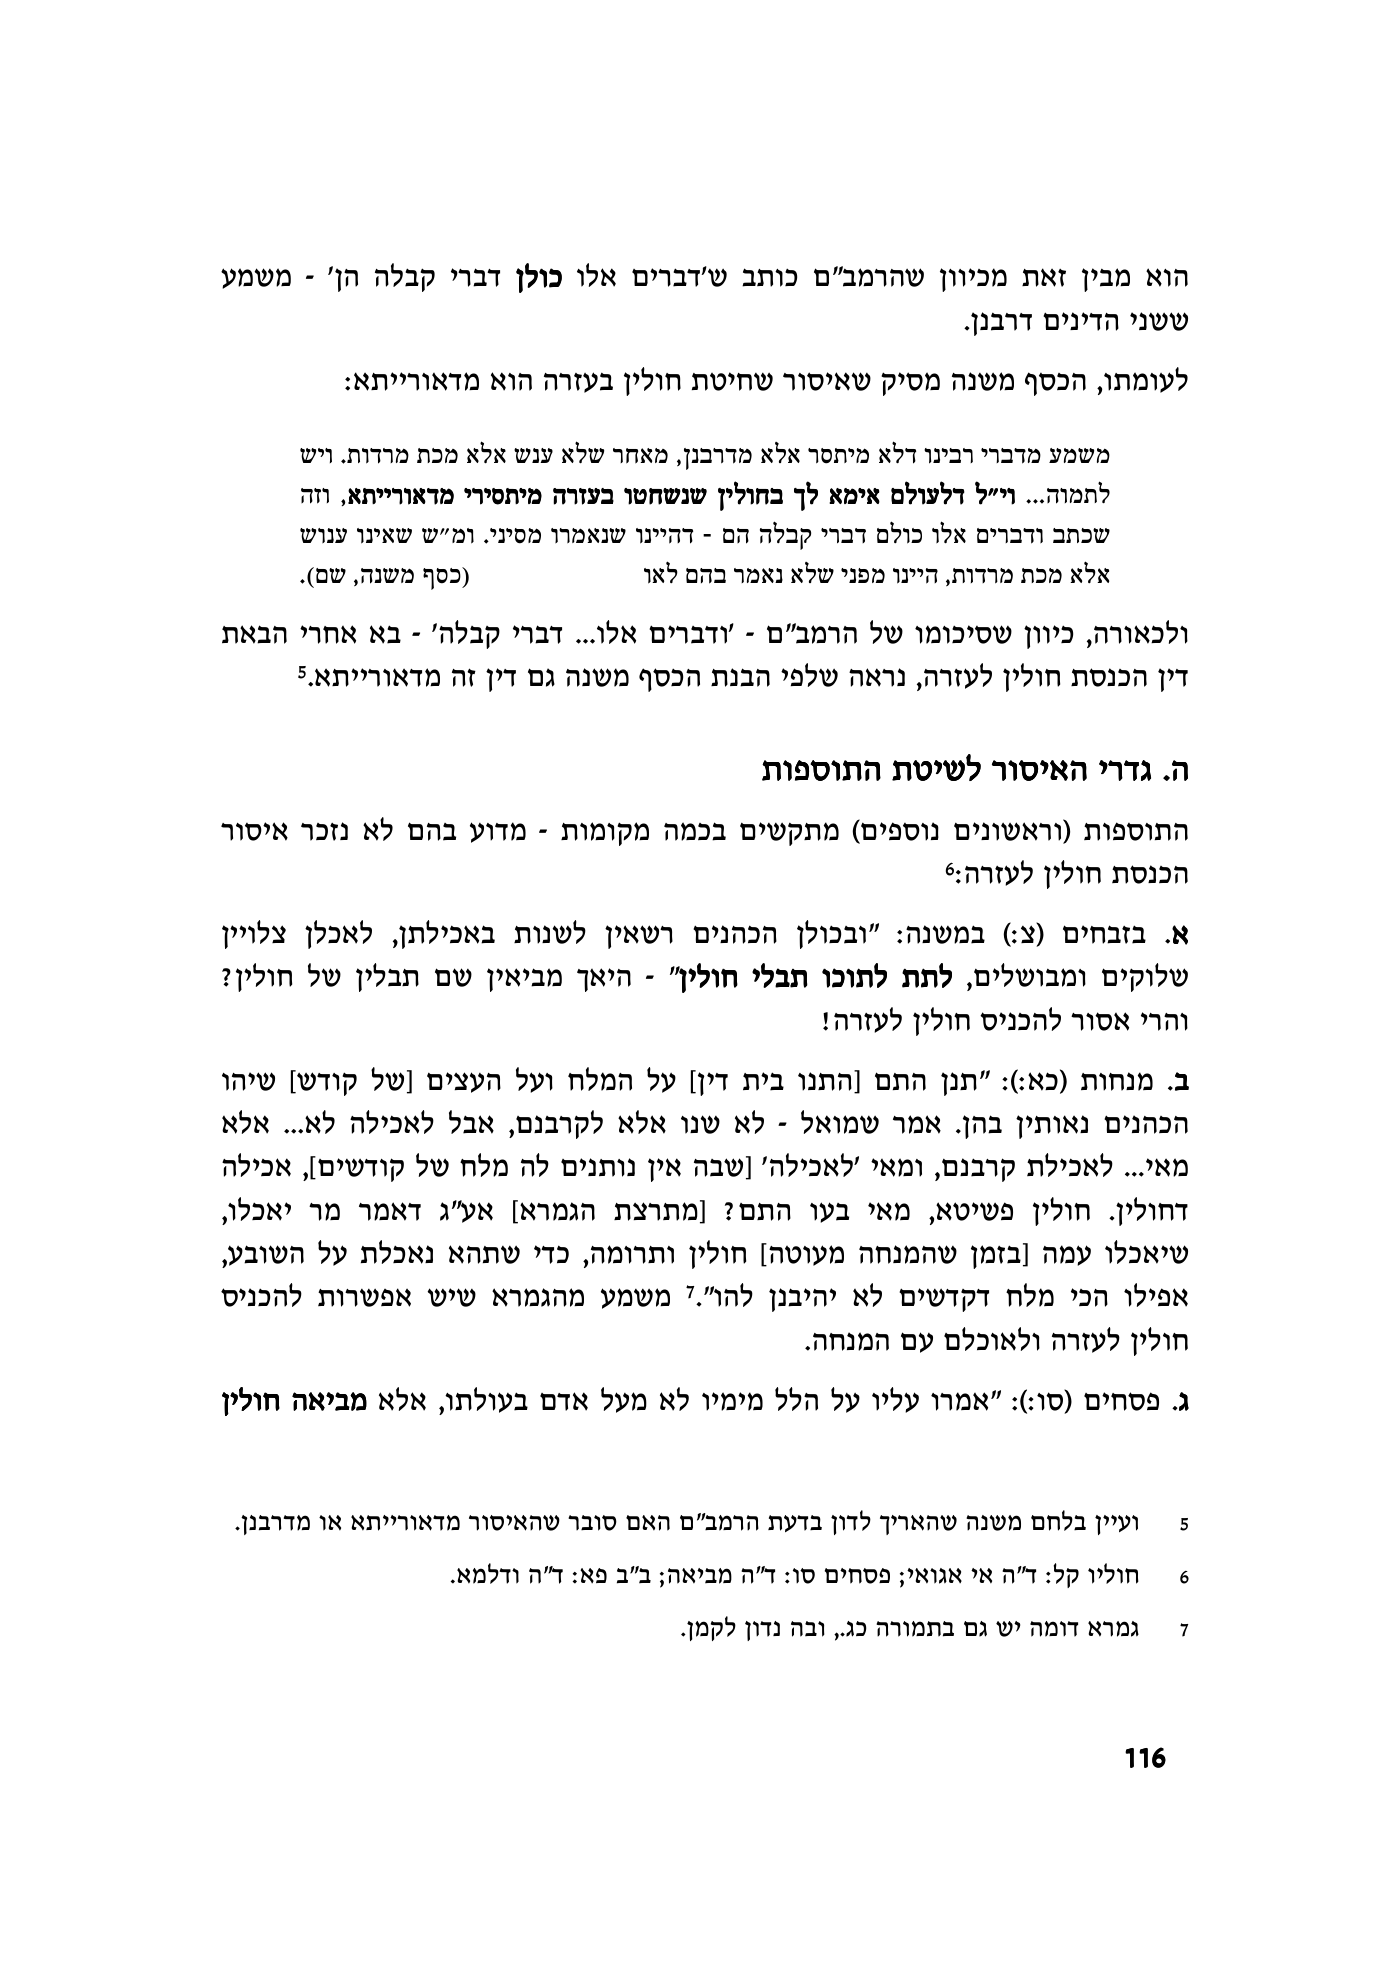 הוא מבין זאת מכיוון שהרמב"ם כותב ש'דברים אלו כולן דברי קבלה הן' - משמע
ששני הדינים דרבנן.
לעומתו, הכסף משנה מסיק שאיסור שחיטת חולין בעזרה הוא מדאורייתא:
משמע מדברי רבינו דלא מיתסר אלא מדרבנן, מאחר שלא ענש אלא מכת מרדות. ויש
לתמוה... וי"ל דלעולם אימא לך בחולין שנשחטו בעזרה מיתסירי מדאורייתא, וזה
שכתב ודברים אלו כולם דברי קבלה הם - דהיינו שנאמרו מסיני. ומ"ש שאינו ענוש
אלא מכת מרדות, היינו מפני שלא נאמר בהם לאו (כסף משנה, שם).
ולכאורה, כיוון שסיכומו של הרמב"ם - 'ודברים אלו... דברי קבלה' - בא אחרי הבאת
דין הכנסת חולין לעזרה, נראה שלפי הבנת הכסף משנה גם דין זה מדאורייתא.5
ה. גדרי האיסור לשיטת התוספות
התוספות (וראשונים נוספים) מתקשים בכמה מקומות - מדוע בהם לא נזכר איסור
הכנסת חולין לעזרה:6
א. בזבחים (צ:) במשנה: "ובכולן הכהנים רשאין לשנות באכילתן, לאכלן צלויין
שלוקים ומבושלים, לתת לתוכו תבלי חולין" - היאך מביאין שם תבלין של חולין?
והרי אסור להכניס חולין לעזרה!
ב. מנחות (כא:): "תנן התם [התנו בית דין] על המלח ועל העצים [של קודש] שיהו
הכהנים נאותין בהן. אמר שמואל - לא שנו אלא לקרבנם, אבל לאכילה לא... אלא
מאי... לאכילת קרבנם, ומאי 'לאכילה' [שבה אין נותנים לה מלח של קודשים], אכילה
דחולין. חולין פשיטא, מאי בעו התם? [מתרצת הגמרא] אע"ג דאמר מר יאכלו,
שיאכלו עמה [בזמן שהמנחה מעוטה] חולין ותרומה, כדי שתהא נאכלת על השובע,
אפילו הכי מלח דקדשים לא יהיבנן להו".7 משמע מהגמרא שיש אפשרות להכניס
חולין לעזרה ולאוכלם עם המנחה.
ג. פסחים (סו:): "אמרו עליו על הלל מימיו לא מעל אדם בעולתו, אלא מביאה חולין
5 ועיין בלחם משנה שהאריך לדון בדעת הרמב"ם האם סובר שהאיסור מדאורייתא או מדרבנן.
6 חוליו קל: ד"ה אי אגואי; פסחים סו: ד"ה מביאה; ב"ב פא: ד"ה ודלמא.
7 גמרא דומה יש גם בתמורה כג., ובה נדון לקמן.
116